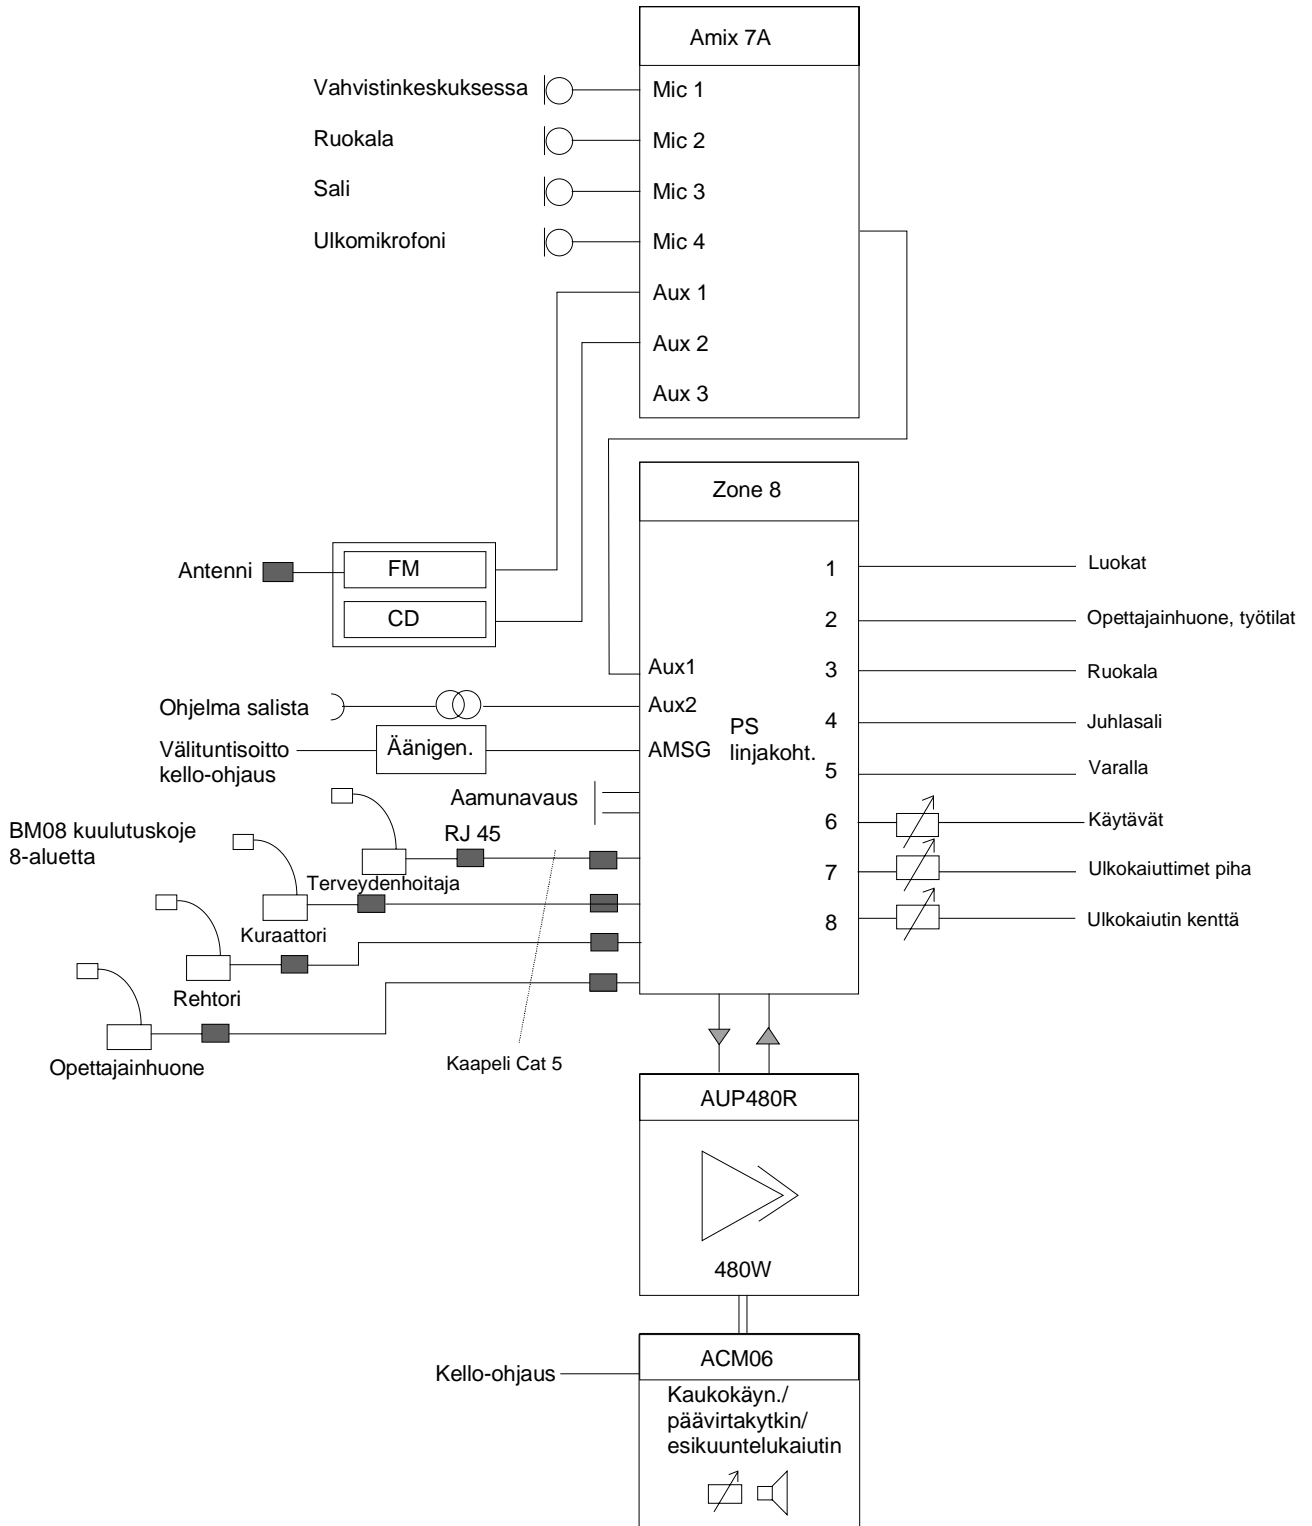 Amix 7A
Vahvistinkeskuksessa
Mic 1
Ruokala
Mic 2
Sali
Mic 3
Ulkomikrofoni
Mic 4
Aux 1
Aux 2
Aux 3
Zone 8
Antenni
FM
CD
1
Luokat
2
Opettajainhuone, työtilat
Aux1
3
Ruokala
Ohjelma salista
Aux2
4
Juhlasali
PS
linjakoht.
Välituntisoitto
kello-ohjaus
Äänigen.
AMSG
5
Varalla
Aamunavaus
6
Käytävät
BM08 kuulutuskoje
8-aluetta
RJ 45
7
Ulkokaiuttimet piha
Terveydenhoitaja
8
Ulkokaiutin kenttä
Kuraattori
Rehtori
Opettajainhuone
Kaapeli Cat 5
AUP480R
480W
Kello-ohjaus
ACM06
Kaukokäyn./
päävirtakytkin/
esikuuntelukaiutin